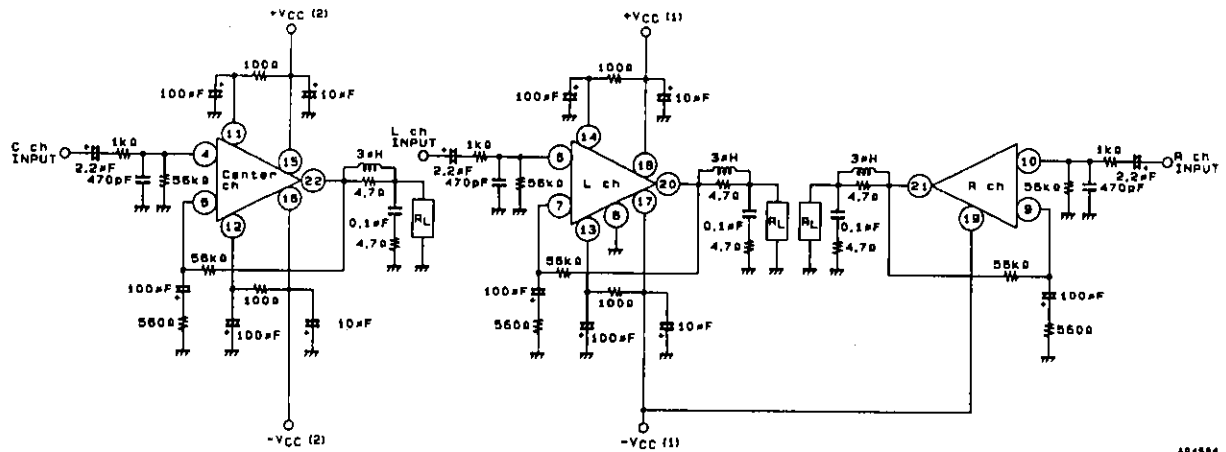 +VCC (2)
+VCC (1)
100Ω
100Ω
100µF
10µF
100µF
10µF
11
14
C ch
INPUT
1kΩ
2.2µF
470pF
56kΩ
4
Center
ch
15
16
22
5
12
3µH
4.7Ω
0.1µF
4.7Ω
RL
L ch
INPUT
1kΩ
2.2µF
470pF
56kΩ
6
L ch
18
20
17
7
13
8
3µH
4.7Ω
0.1µF
4.7Ω
RL
RL
3µH
4.7Ω
0.1µF
4.7Ω
21
R ch
10
9
19
1kΩ
2.2µF
56kΩ
470pF
R ch
INPUT
56kΩ
100µF
560Ω
100Ω
100µF
10µF
56kΩ
100µF
560Ω
100Ω
100µF
10µF
56kΩ
100µF
560Ω
-VCC (2)
-VCC (1)